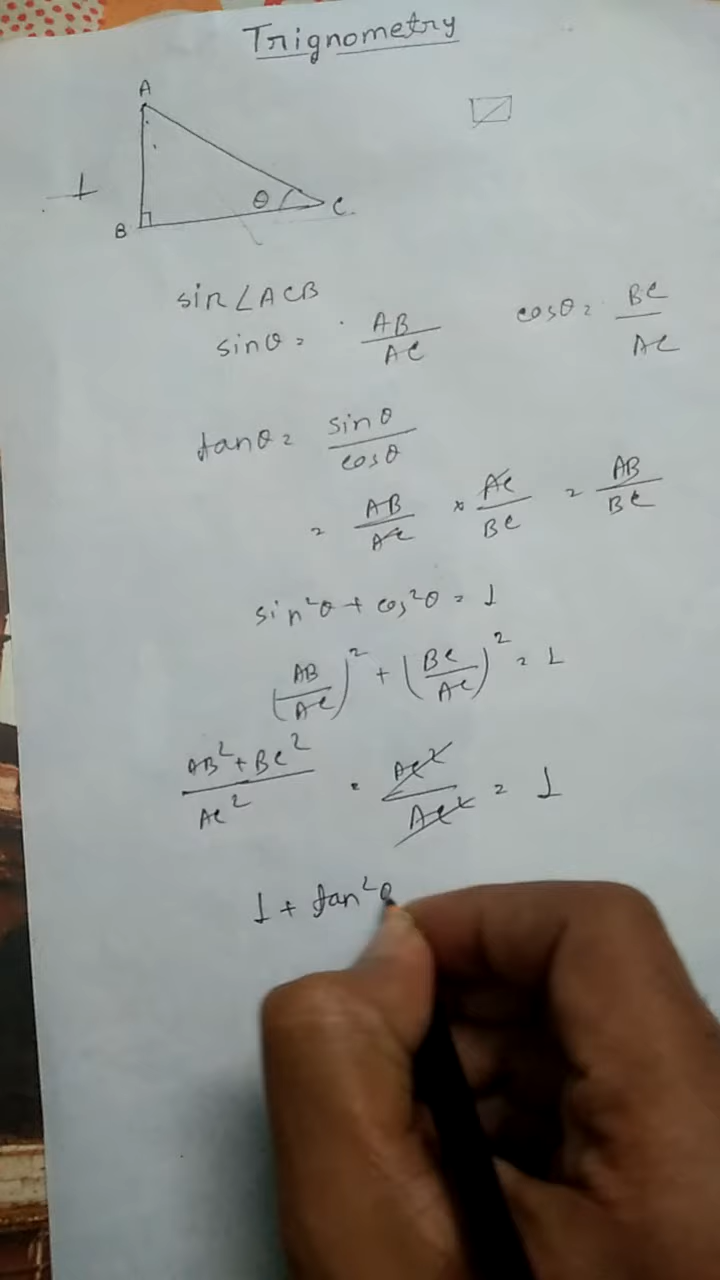 Trignometry
A
⊥
θ
C
B
sin∠ACB
sinθ = AB/AC cosθ = BC/AC
tanθ = sinθ/cosθ
= AB/AC × AC/BC = AB/BC
sin²θ + cos²θ = 1
(AB/AC)² + (BC/AC)² = 1
AB² + BC²/AC² = AC²/AC² = 1
1 + tan²θ